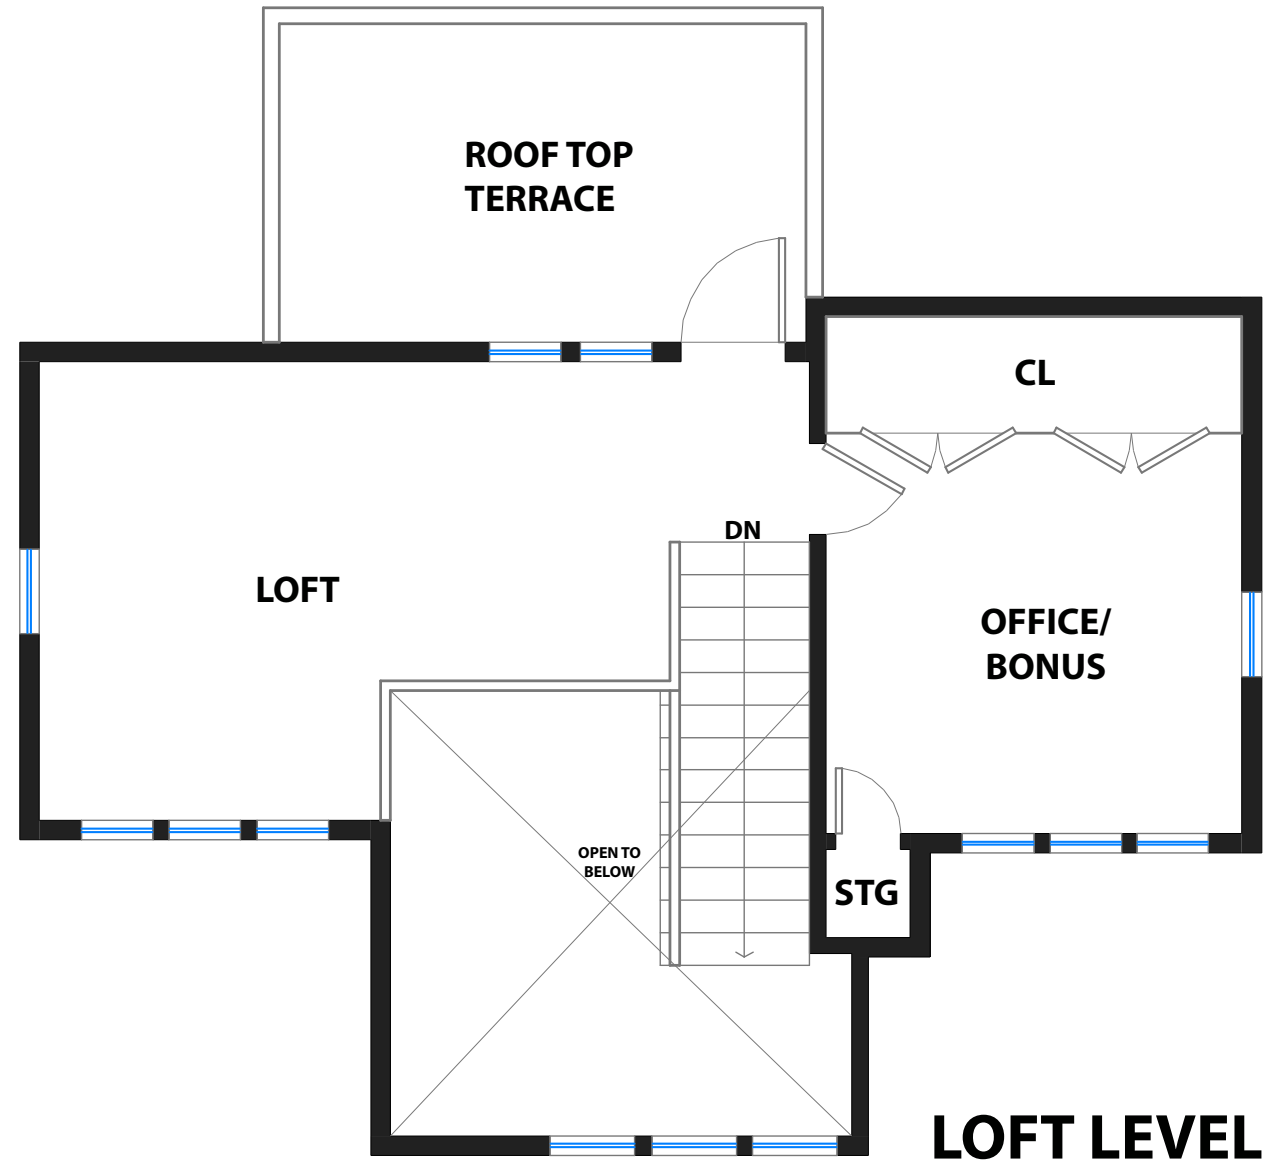 ROOF TOP
TERRACE
CL
DN
LOFT
OFFICE/
BONUS
OPEN TO
BELOW
STG
LOFT LEVEL